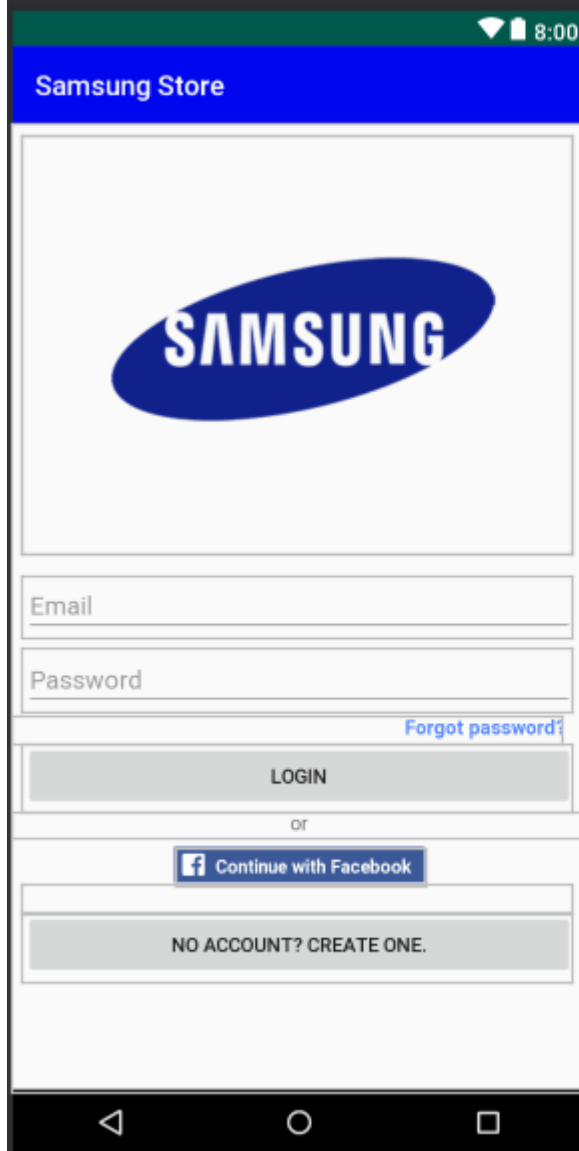 8:00
Samsung Store
SAMSUNG
Email
Password
Forgot password?
LOGIN
or
f Continue with Facebook
NO ACCOUNT? CREATE ONE.